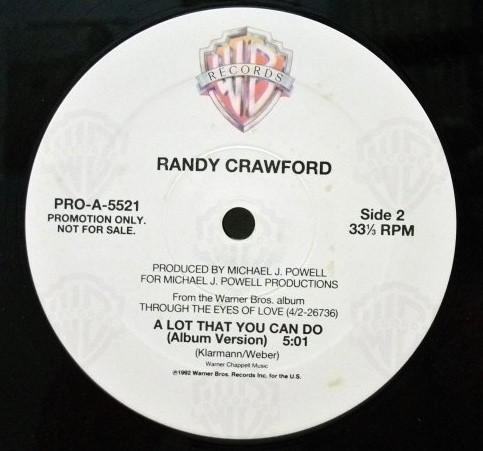 WB
RECORDS
RANDY CRAWFORD
PRO-A-5521
PROMOTION ONLY.
NOT FOR SALE.
Side 2
33⅓ RPM
PRODUCED BY MICHAEL J. POWELL
FOR MICHAEL J. POWELL PRODUCTIONS
From the Warner Bros. album
THROUGH THE EYES OF LOVE (4/2-26736)
A LOT THAT YOU CAN DO
(Album Version) 5:01
(Klarmann/Weber)
Warner Chappell Music
℗1992 Warner Bros. Records Inc. for the U.S.